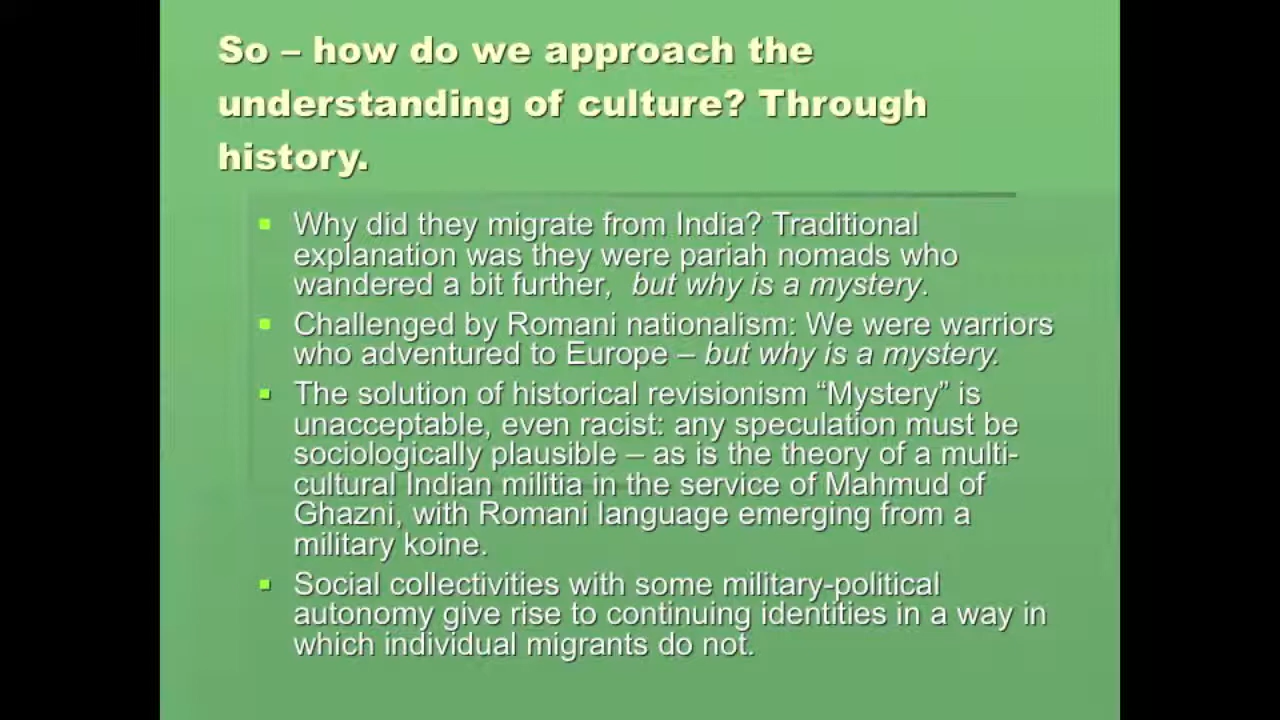 So – how do we approach the
understanding of culture? Through
history.
Why did they migrate from India? Traditional
explanation was they were pariah nomads who
wandered a bit further, but why is a mystery.
Challenged by Romani nationalism: We were warriors
who adventured to Europe – but why is a mystery.
The solution of historical revisionism “Mystery” is
unacceptable, even racist: any speculation must be
sociologically plausible – as is the theory of a multi-
cultural Indian militia in the service of Mahmud of
Ghazni, with Romani language emerging from a
military koine.
Social collectivities with some military-political
autonomy give rise to continuing identities in a way in
which individual migrants do not.